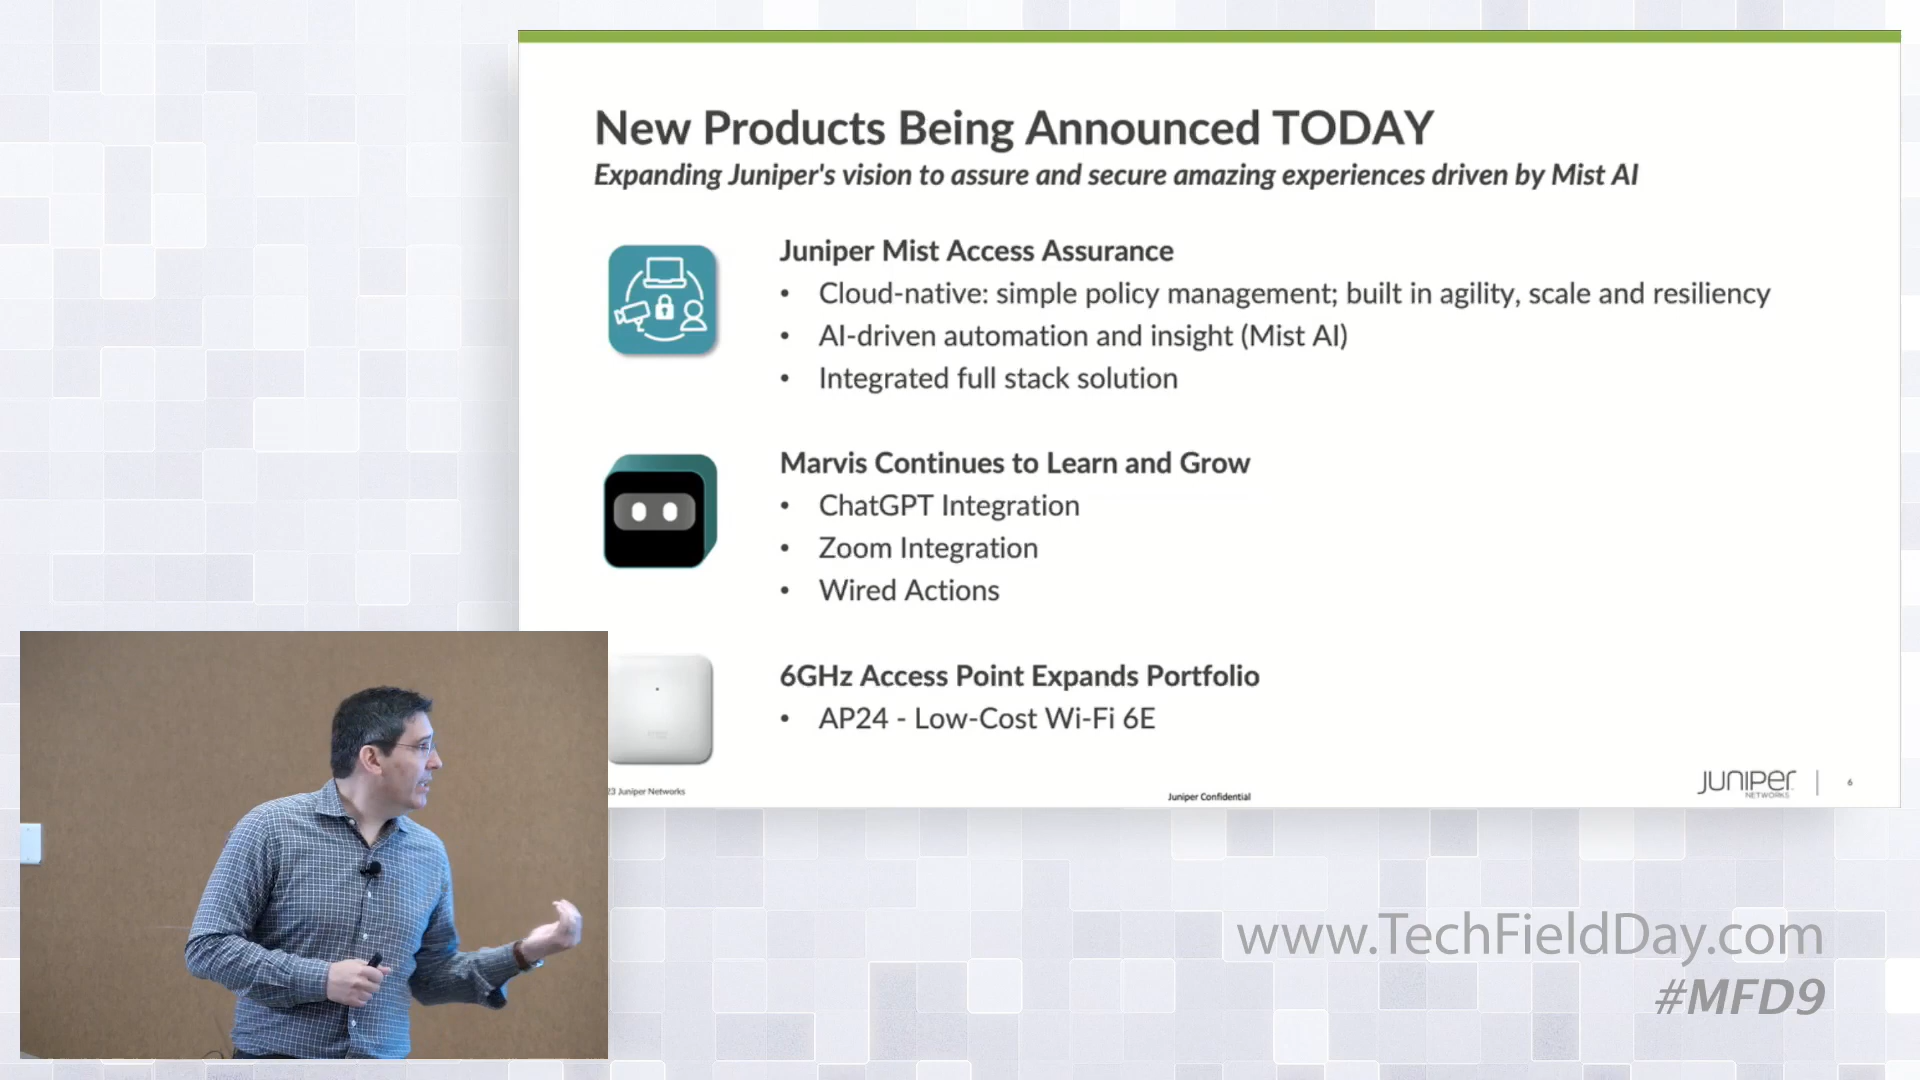 New Products Being Announced TODAY
Expanding Juniper's vision to assure and secure amazing experiences driven by Mist AI
Juniper Mist Access Assurance
• Cloud-native: simple policy management; built in agility, scale and resiliency
• AI-driven automation and insight (Mist AI)
• Integrated full stack solution
Marvis Continues to Learn and Grow
• ChatGPT Integration
• Zoom Integration
• Wired Actions
6GHz Access Point Expands Portfolio
• AP24 - Low-Cost Wi-Fi 6E
23 Juniper Networks
Juniper Confidential
JUNIPEr
NETWORKS
6
www.TechFieldDay.com
#MFD9